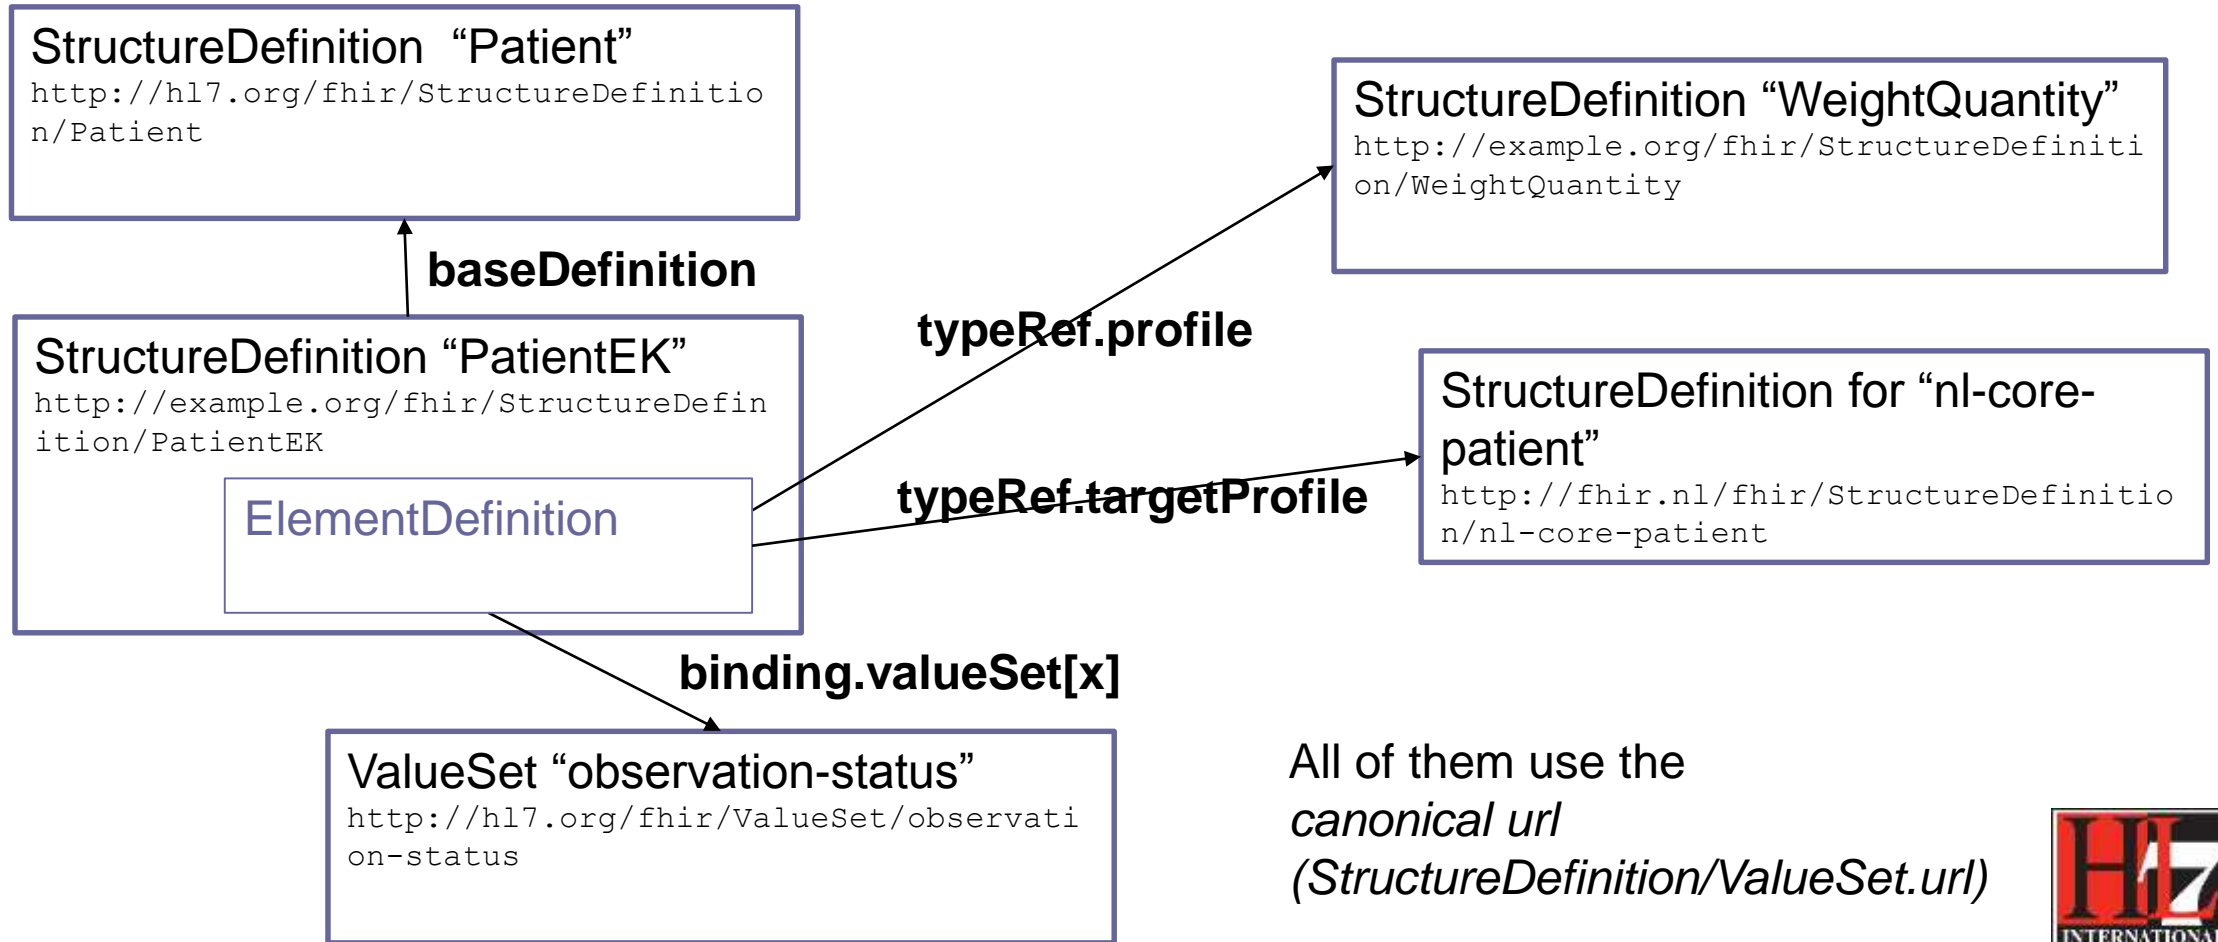 StructureDefinition “Patient”
http://hl7.org/fhir/StructureDefinitio
n/Patient
baseDefinition
StructureDefinition “PatientEK”
http://example.org/fhir/StructureDefin
ition/PatientEK
ElementDefinition
typeRef.profile
StructureDefinition “WeightQuantity”
http://example.org/fhir/StructureDefiniti
on/WeightQuantity
typeRef.targetProfile
StructureDefinition for “nl-core-
patient”
http://fhir.nl/fhir/StructureDefinitio
n/nl-core-patient
binding.valueSet[x]
ValueSet “observation-status”
http://hl7.org/fhir/ValueSet/observati
on-status
All of them use the
canonical url
(StructureDefinition/ValueSet.url)
HL7
INTERNATIONAL